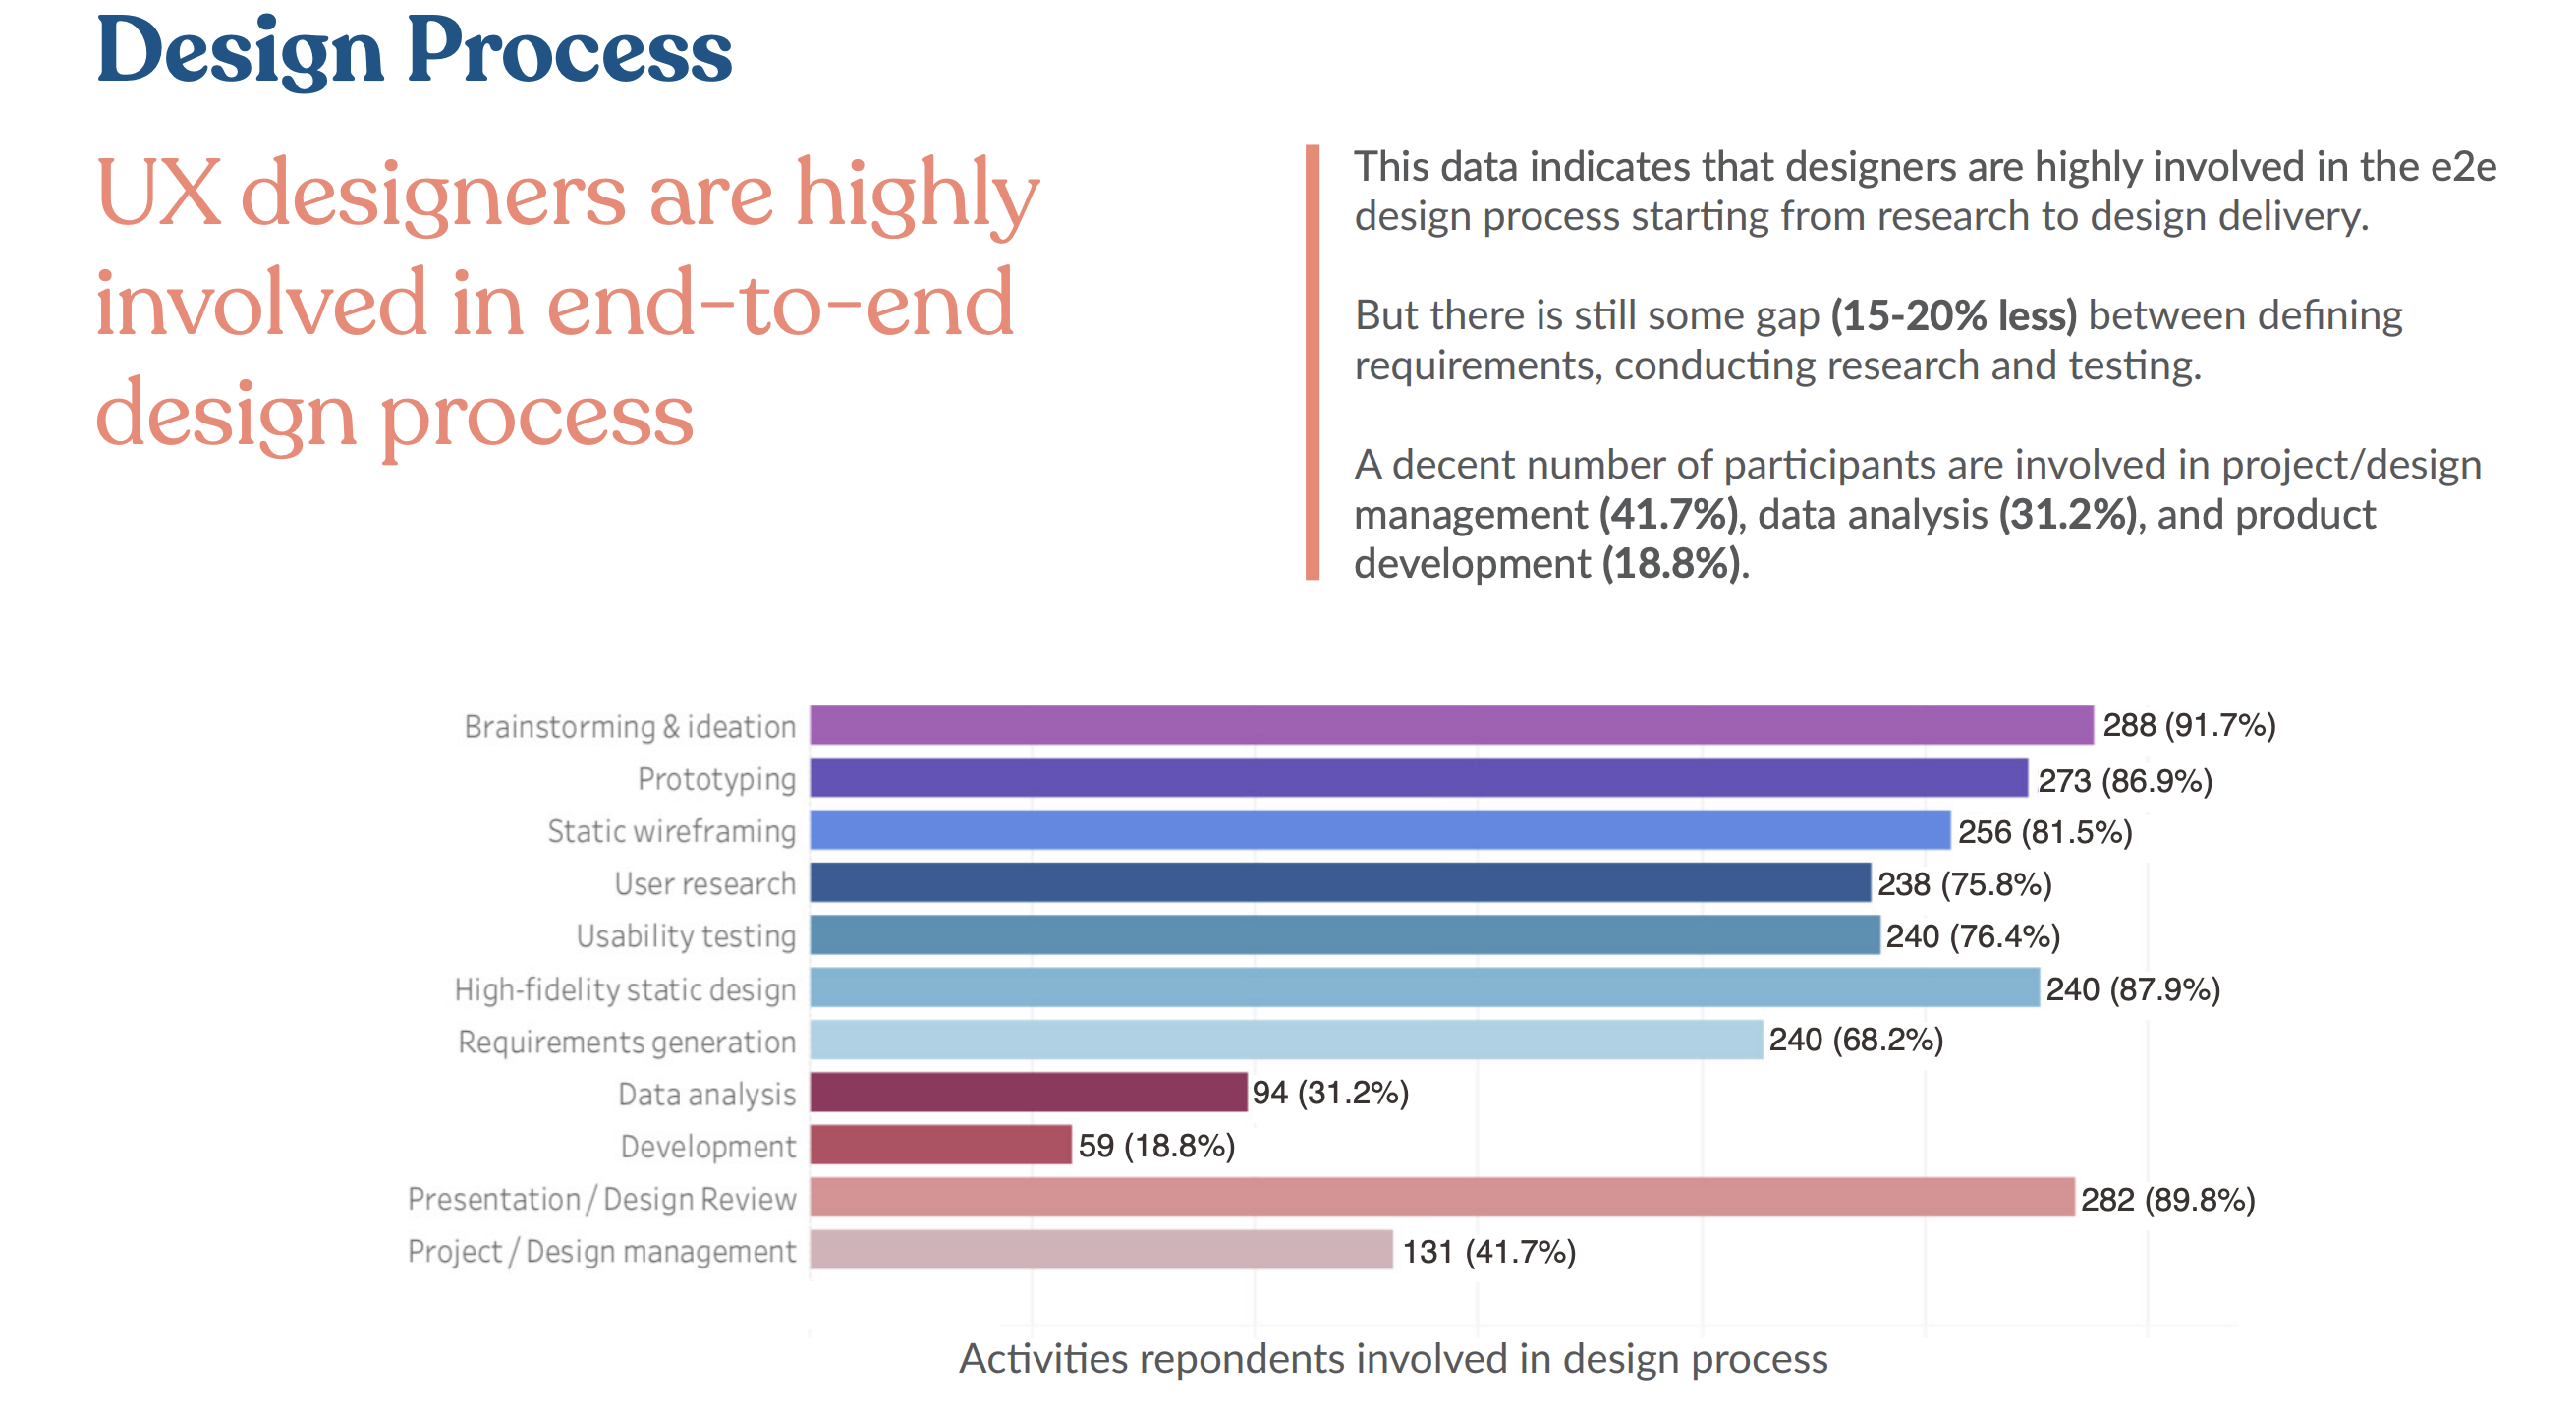 Design Process
UX designers are highly
involved in end-to-end
design process
This data indicates that designers are highly involved in the e2e
design process starting from research to design delivery.
But there is still some gap (15-20% less) between defining
requirements, conducting research and testing.
A decent number of participants are involved in project/design
management (41.7%), data analysis (31.2%), and product
development (18.8%).
Brainstorming & ideation 288 (91.7%)
Prototyping 273 (86.9%)
Static wireframing 256 (81.5%)
User research 238 (75.8%)
Usability testing 240 (76.4%)
High-fidelity static design 240 (87.9%)
Requirements generation 240 (68.2%)
Data analysis 94 (31.2%)
Development 59 (18.8%)
Presentation / Design Review 282 (89.8%)
Project / Design management 131 (41.7%)
Activities repondents involved in design process